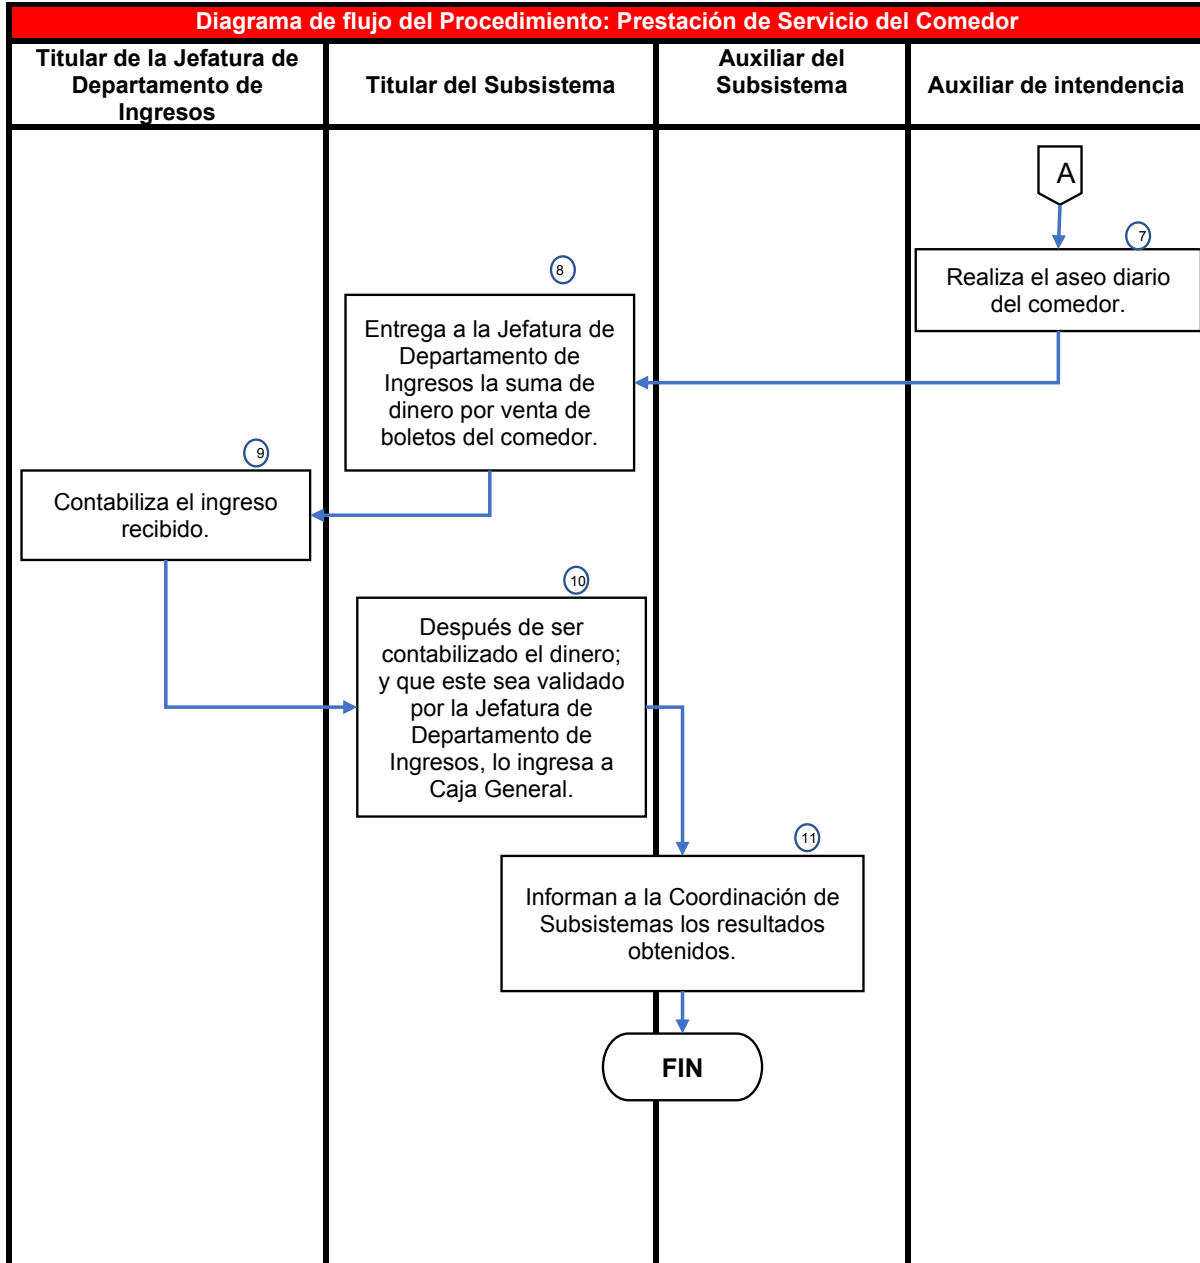 Diagrama de flujo del Procedimiento: Prestación de Servicio del Comedor
Titular de la Jefatura de
Departamento de
Ingresos
Titular del Subsistema
Auxiliar del
Subsistema
Auxiliar de intendencia
A
7
Realiza el aseo diario
del comedor.
8
Entrega a la Jefatura de
Departamento de
Ingresos la suma de
dinero por venta de
boletos del comedor.
9
Contabiliza el ingreso
recibido.
10
Después de ser
contabilizado el dinero;
y que este sea validado
por la Jefatura de
Departamento de
Ingresos, lo ingresa a
Caja General.
11
Informan a la Coordinación de
Subsistemas los resultados
obtenidos.
FIN